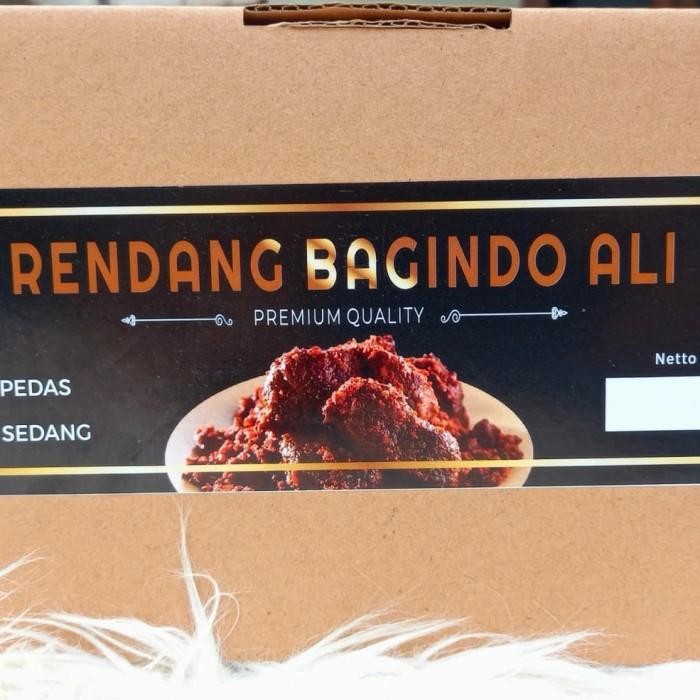 RENDANG BAGINDO ALI
PREMIUM QUALITY
Netto
PEDAS
SEDANG